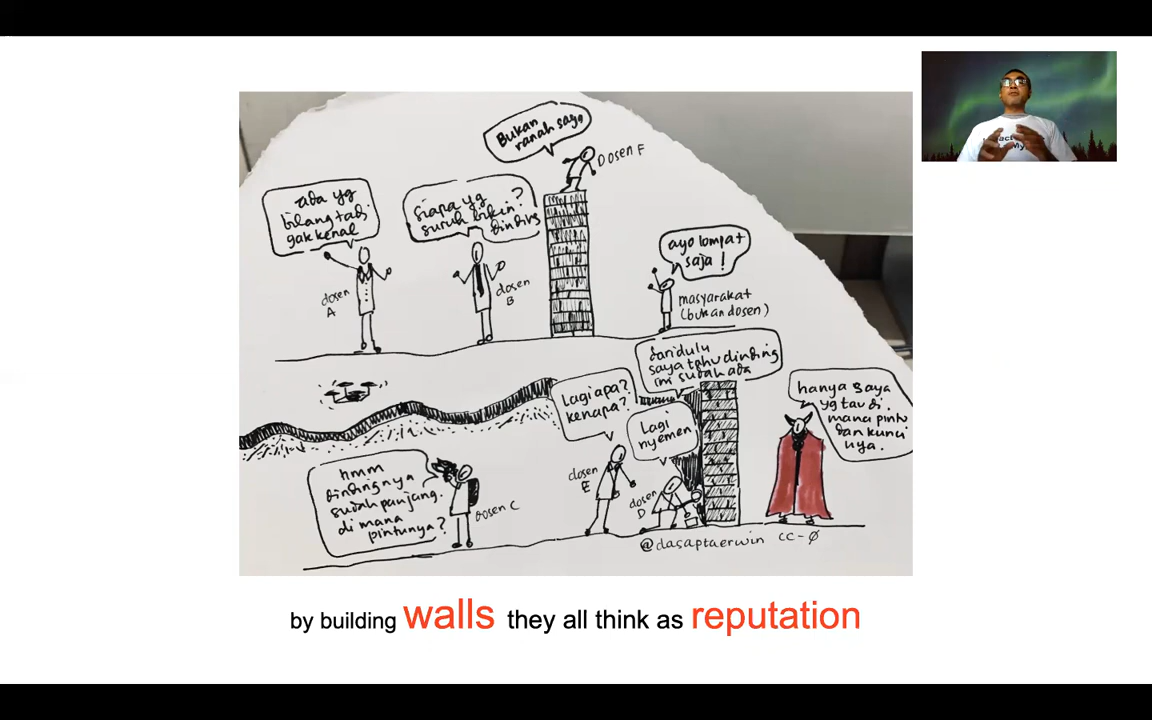 Bukan
ranah saya
Dosen F
ada yg
bilang tadi
gak kenal
dosen
A
Siapa yg
suruh bikin?
dinding
dosen
B
ayo lompat
saja!
masyarakat
(bukan dosen)
dari dulu
saya tahu dinding
ini sudah ada
hmm
dindingnya
sudah panjang.
di mana
pintunya?
Dosen C
Lagi apa?
kenapa?
dosen
E
Lagi
nyemen
dosen
D
hanya saya
yg tau di
mana pintu
dan kunci
nya.
@dasaptaerwin CC-Ø
by building walls they all think as reputation